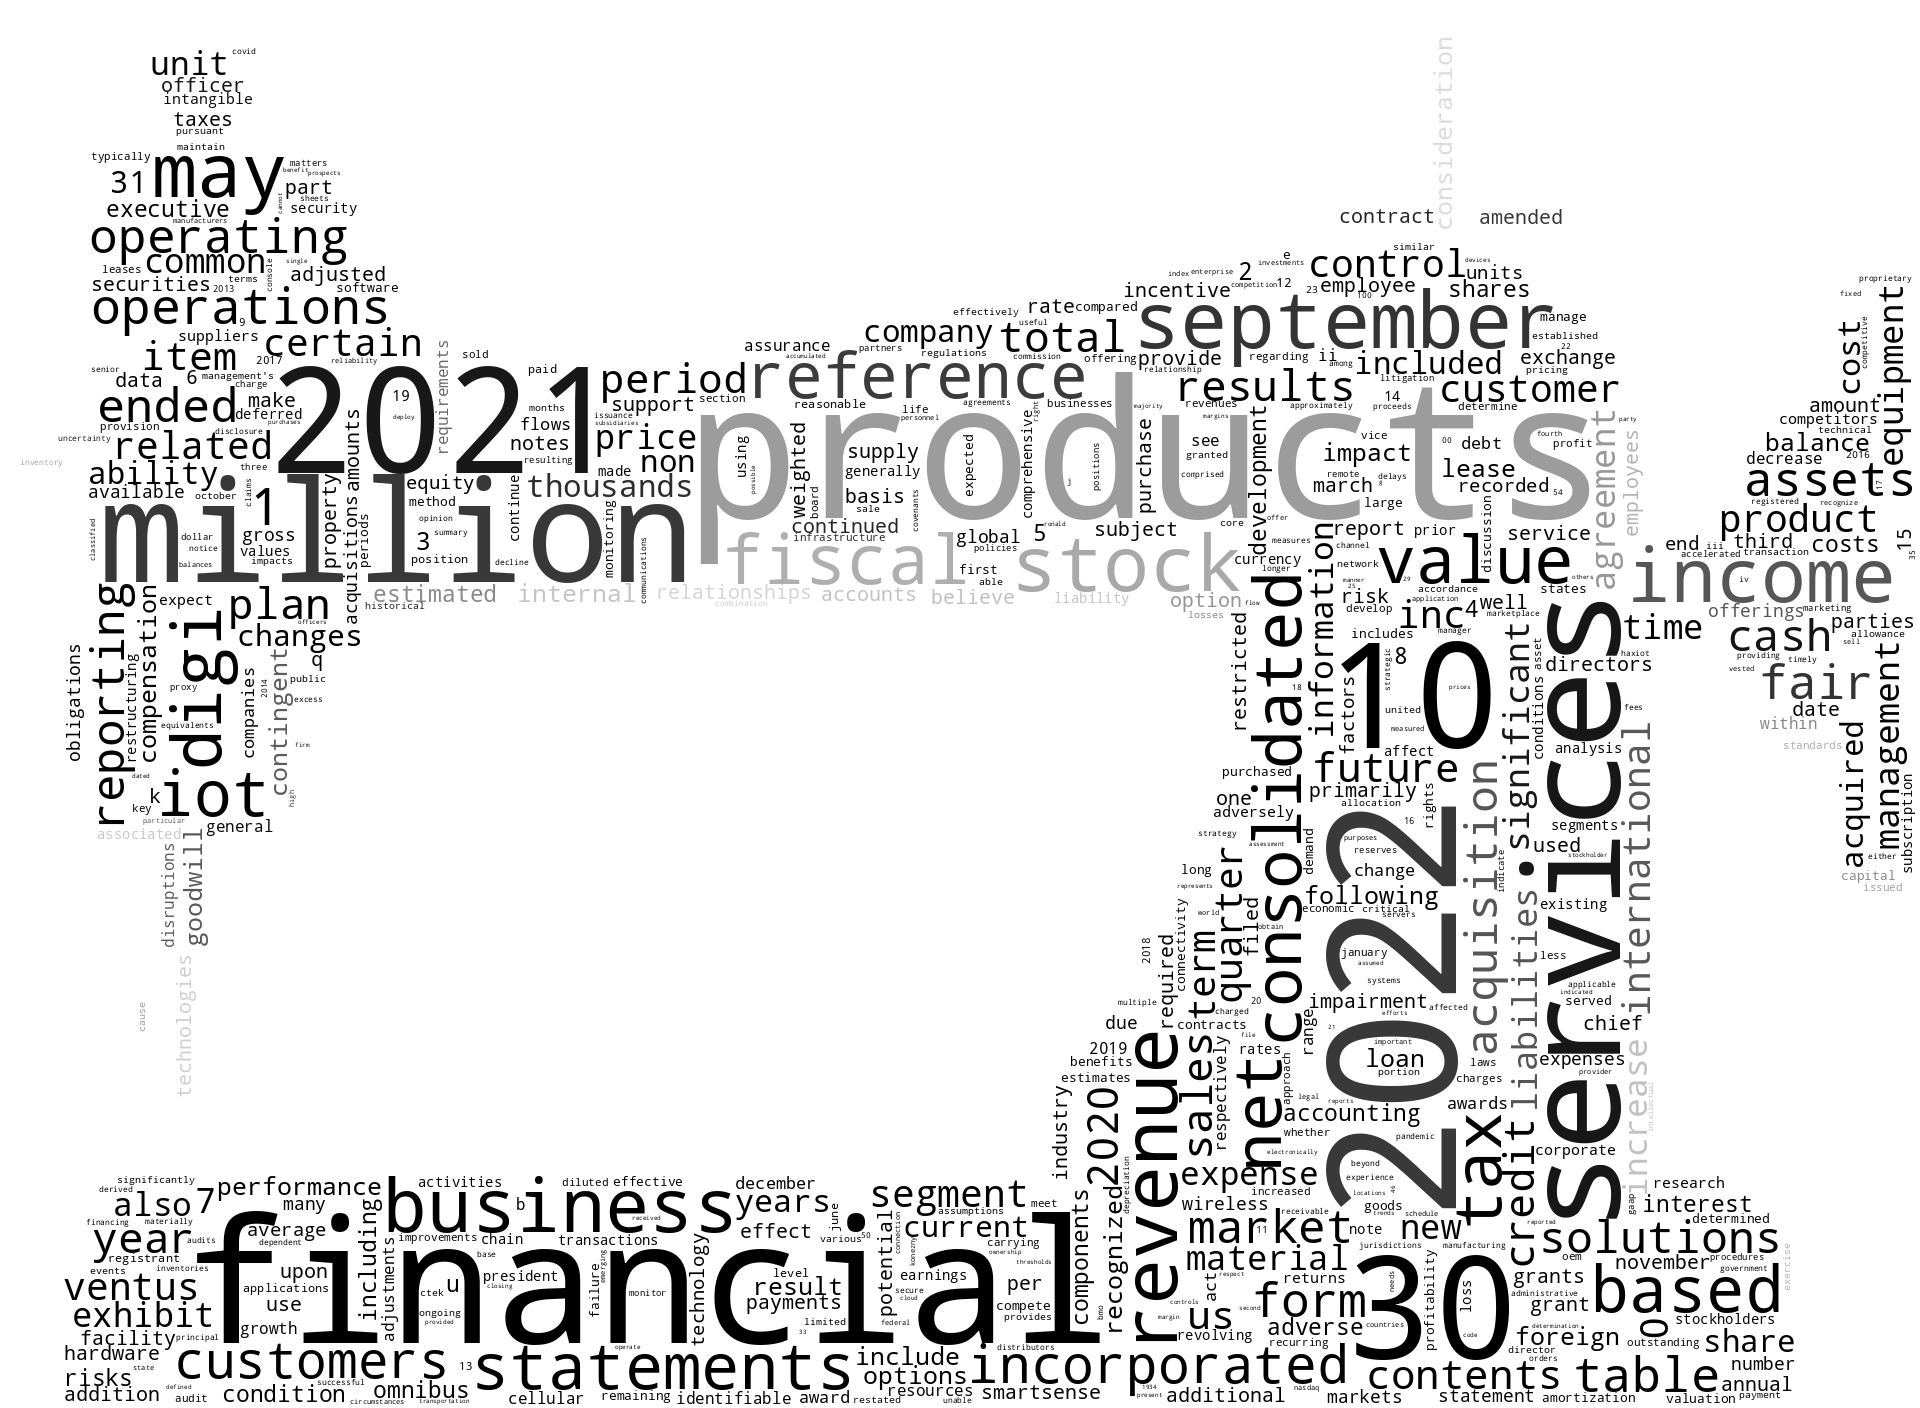 covid
unit
officer
intangible
taxes
pursuant
maintain
typically
may
matters
benefit
prospects
31
part
sheets
cannot
executive
security
manufacturers
operating
leases
common
console
single
adjusted
securities
2013
terms
software
operations
9
suppliers
certain
item
2017
reliability
senior
data
6
management's
charge
requirements
sold
paid
ended
make
deferred
purchases
2021
19
deploy
months
flows
notes
resulting
provision
disclosure
uncertainty
related
inventory
ability
three
amounts
available
october
claims
1
property
acquisitions
equity
method
continue
thousands
million
classified
dollar
notice
balances
gross
values
impacts
periods
opinion
summary
3
position
decline
monitoring
communications
estimated
internal
relationships
combination
accounts
believe
liability
option
flow
losses
historical
reporting
expect
compensation
plan
officers
changes
digi
obligations
restructuring
proxy
equivalents
companies
2014
contingent
q
public
excess
firm
high
dated
k
iot
key
particular
general
associated
disruptions
goodwill
technologies
cause
consideration
contract
amended
similar
e
investments
index
enterprise
2
control
devices
units
incentive
competition
12
23
employee
100
shares
effectively
rate
compared
september
manage
useful
company
total
established
22
assurance
partners
regulations
commission
offering
provide
regarding
ii
among
included
exchange
pricing
accumulated
period
reference
relationship
results
litigation
customer
support
section
issuance
subsidiaries
price
made
non
products
reasonable
life
personnel
agreements
right
businesses
majority
revenues
margins
approximately
14
proceeds
determine
fourth
profit
party
using
possible
weighted
board
supply
generally
basis
sale
covenants
expected
comprehensive
j
positions
purchase
see
granted
comprised
development
vice
impact
remote
delays
8
march
00
debt
lease
recorded
54
large
agreement
employees
continued
infrastructure
global
policies
5
ronald
subject
core
offer
measures
report
prior
discussion
service
fiscal
first
able
stock
currency
longer
information
channel
network
value
others
manner
25
29
accordance
application
risk
develop
inc
4
well
marketplace
states
proprietary
fixed
cost
competitive
equipment
amount
competitors
technical
balance
decrease
2016
assets
17
registered
recognize
product
15
35
end
iii
third
costs
accelerated
transaction
income
iv
offerings
marketing
time
cash
parties
allowance
sell
providing
timely
vested
fair
date
within
standards
acquired
management
subscription
either
capital
issued
restricted
consolidated
18
includes
manager
10
8
strategic
prices
factors
united
measured
affect
significant
conditions
asset
directors
haxiot
fees
services
analysis
future
purchased
one
adversely
primarily
allocation
rights
strategy
assessment
demand
16
purposes
reserves
change
2022
acquisition
indicate
segments
used
stockholder
international
long
represents
quarter
following
economic
critical
servers
world
filed
obtain
liabilities
existing
connectivity
required
2018
term
january
assumed
systems
less
applicable
indicated
served
multiple
20
charged
impairment
affected
efforts
chief
due
contracts
file
range
21
important
loan
portion
2019
benefits
estimates
revenue
sales
respectively
rates
net
approach
laws
charges
expenses
provider
increase
intellectual
legal
reports
accounting
awards
industry
2020
whether
pandemic
tax
credit
corporate
electronically
depreciation
beyond
experience
locations
46
goods
trends
schedule
expense
increased
wireless
receivable
gaap
research
interest
determined
significantly
derived
also
7
performance
activities
diluted
effective
december
segment
meet
many
business
b
received
years
assumptions
current
financing
materially
year
audits
average
dependent
including
improvements
chain
transactions
effect
june
various
50
potential
connection
konezny
carrying
ownership
components
recognized
registrant
inventories
events
ventus
upon
applications
use
growth
adjustments
base
president
closing
ctek
u
ongoing
provided
failure
emerging
monitor
technology
level
result
payments
limited
33
earnings
secure
cloud
federal
thresholds
per
compete
provides
financial
exhibit
facility
principal
hardware
state
risks
addition
defined
audit
customers
condition
successful
circumstances
13
omnibus
transportation
statements
operate
cellular
remaining
identifiable
award
include
options
restated
resources
unable
distributors
smartsense
incorporated
1934
present
additional
bmo
market
11
note
new
reported
solutions
material
jurisdictions
manufacturing
oem
november
procedures
government
exercise
act
respect
returns
needs
profitability
grants
administrative
based
controls
us
second
form
30
loss
code
grant
margin
revolving
adverse
recurring
countries
determination
foreign
o
stockholders
outstanding
share
director
orders
nasdaq
markets
contents
statement
amortization
table
number
annual
valuation
payment